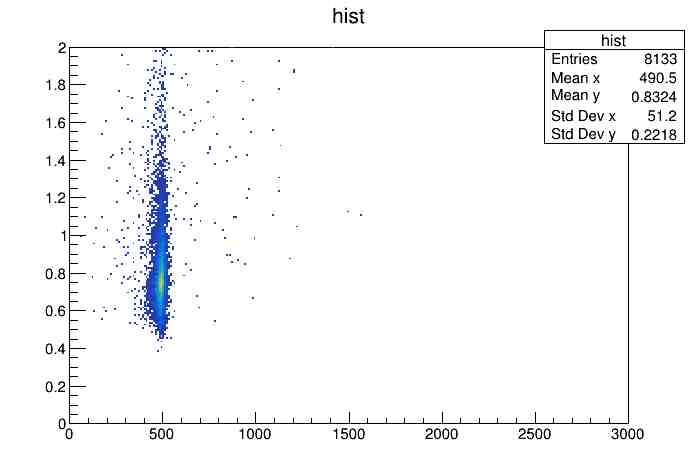 hist
hist
Entries 8133
Mean x 490.5
Mean y 0.8324
Std Dev x 51.2
Std Dev y 0.2218
2
1.8
1.6
1.4
1.2
1
0.8
0.6
0.4
0.2
0
0 500 1000 1500 2000 2500 3000